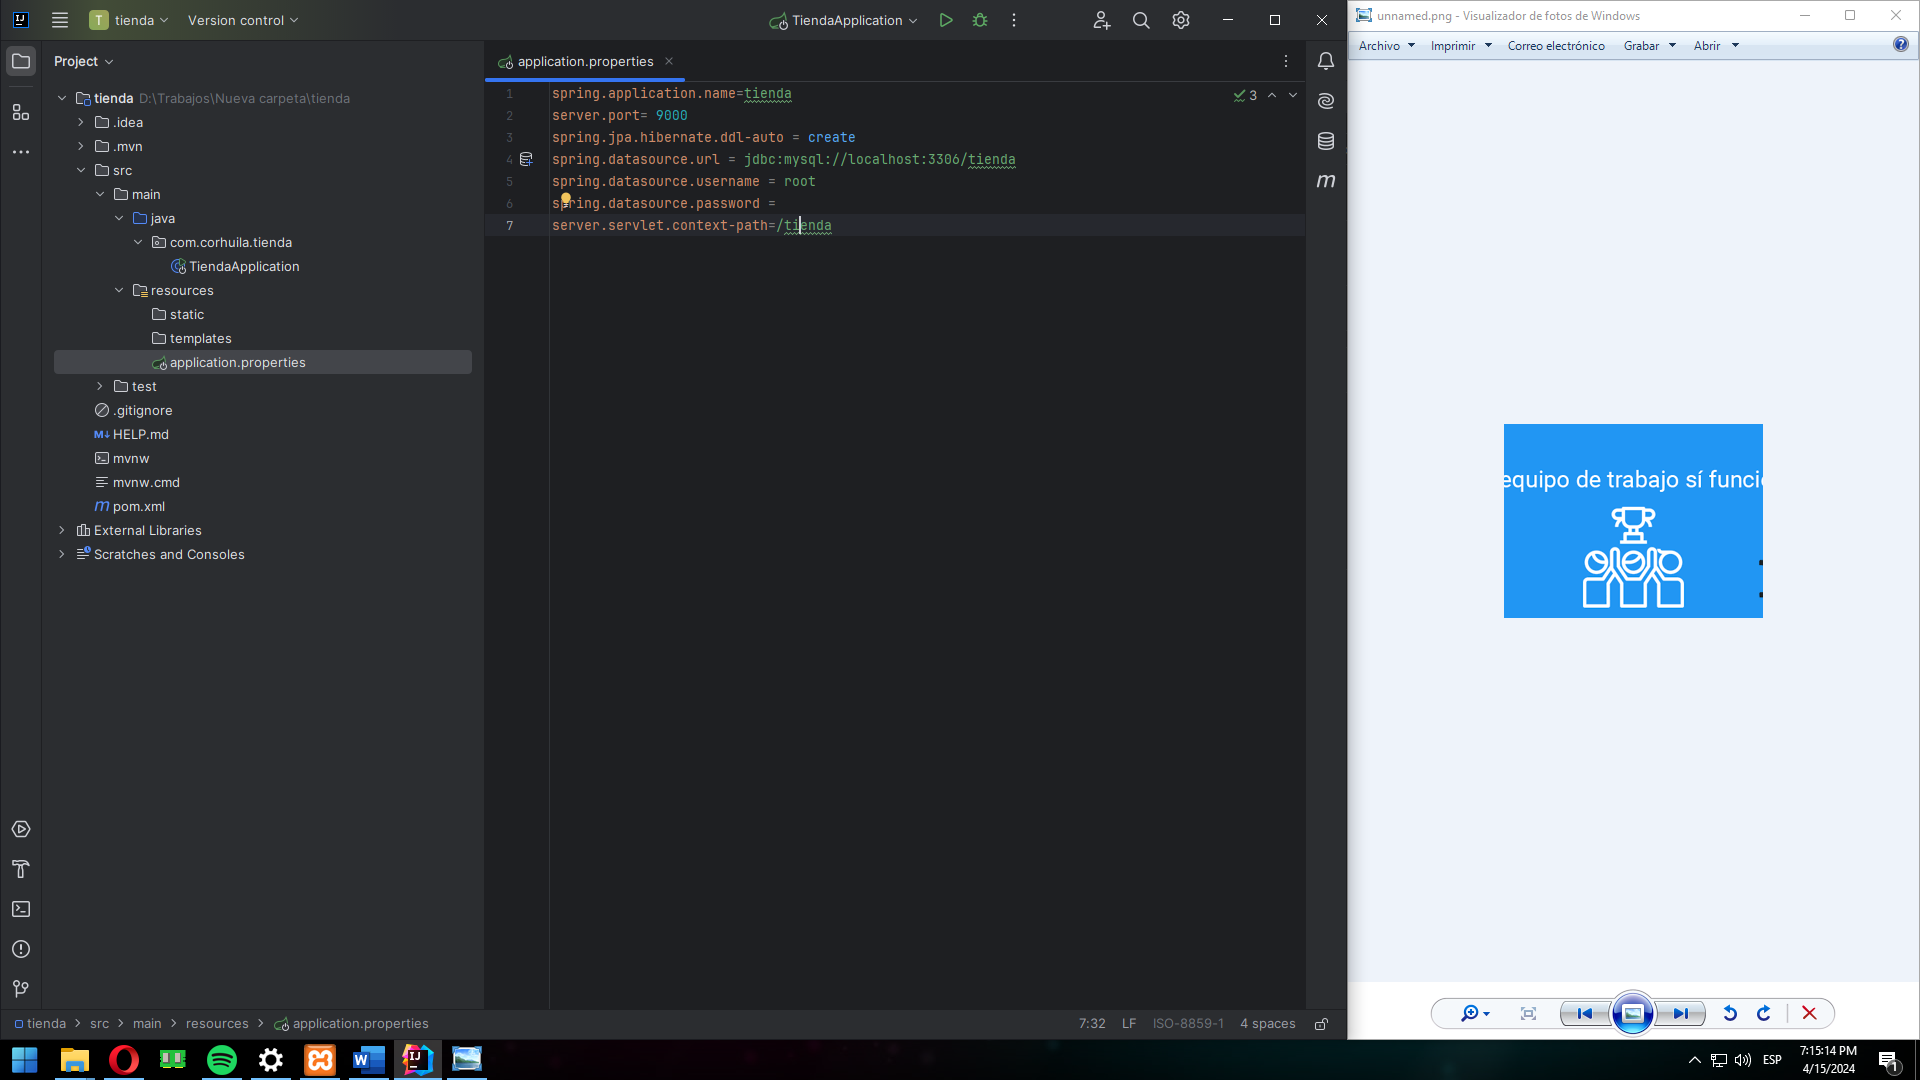 T tienda Version control TiendaApplication
Project
tienda D:\Trabajos\Nueva carpeta\tienda
.idea
.mvn
src
main
java
com.corhuila.tienda
TiendaApplication
resources
static
templates
application.properties
test
.gitignore
HELP.md
mvnw
mvnw.cmd
pom.xml
External Libraries
Scratches and Consoles
application.properties
3
1 spring.application.name=tienda
2 server.port= 9000
3 spring.jpa.hibernate.ddl-auto = create
4 spring.datasource.url = jdbc:mysql://localhost:3306/tienda
5 spring.datasource.username = root
6 spring.datasource.password =
7 server.servlet.context-path=/tienda
tienda > src > main > resources > application.properties
7:32 LF ISO-8859-1 4 spaces
unnamed.png - Visualizador de fotos de Windows
Archivo Imprimir Correo electrónico Grabar Abrir
equipo de trabajo sí funci
ESP
7:15:14 PM
4/15/2024
1